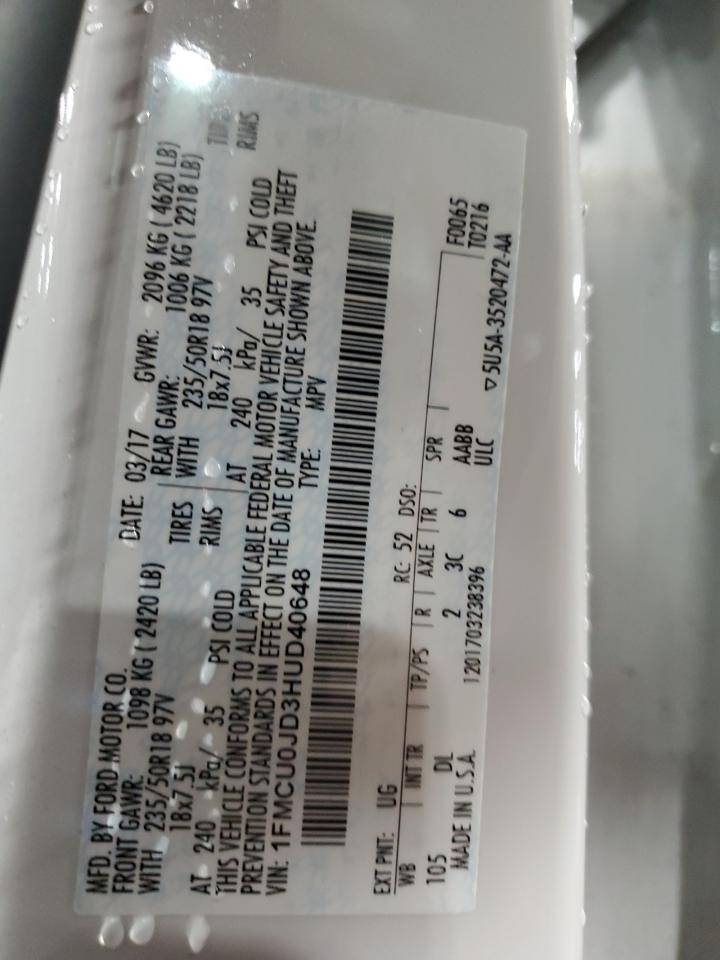 MFD. BY FORD MOTOR CO.
DATE: 03/17 GVWR: 2096 KG ( 4620 LB)
FRONT GAWR: 1098 KG ( 2420 LB) REAR GAWR: 1006 KG ( 2218 LB)
WITH 235/50R18 97V TIRES WITH 235/50R18 97V TIRES
18x7.5J RIMS 18x7.5J RIMS
AT 240 kPa/ 35 PSI COLD AT 240 kPa/ 35 PSI COLD
THIS VEHICLE CONFORMS TO ALL APPLICABLE FEDERAL MOTOR VEHICLE SAFETY AND THEFT
PREVENTION STANDARDS IN EFFECT ON THE DATE OF MANUFACTURE SHOWN ABOVE.
VIN: 1FMCU0JD3HUD40648 TYPE: MPV
EXT PNT: UG RC: 52 DSO:
WB INT TR TP/PS R AXLE TR SPR F0065
T0216
105 DL 2 3C 6 AABB
MADE IN U.S.A. 1201703238396 ULC ▽5U5A-3520472-AA